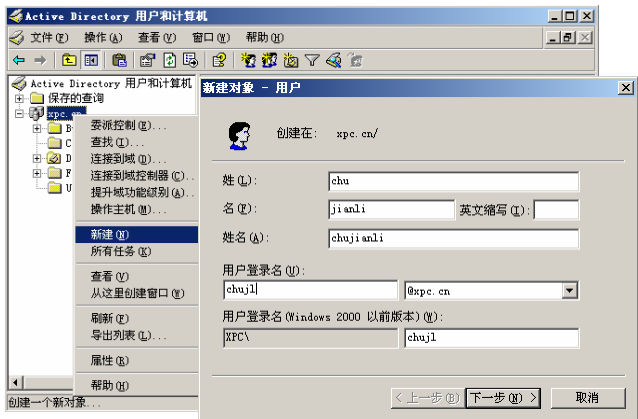 Active Directory 用户和计算机
文件(F) 操作(A) 查看(V) 窗口(W) 帮助(H)
Active Directory 用户和计算机
保存的查询
xpc.cn
B
C
D
F
U
委派控制(E)...
查找(I)...
连接到域(D)...
连接到域控制器(C)..
提升域功能级别(A)..
操作主机(M)...
新建(N)
所有任务(K)
查看(V)
从这里创建窗口(W)
刷新(F)
导出列表(L)...
属性(R)
帮助(H)
创建一个新对象...
新建对象 - 用户
创建在: xpc.cn/
姓(L): chu
名(F): jianli 英文缩写(I):
姓名(A): chujianli
用户登录名(U):
chujl @xpc.cn
用户登录名(Windows 2000 以前版本)(W):
XPC\ chujl
< 上一步(B) 下一步(N) > 取消